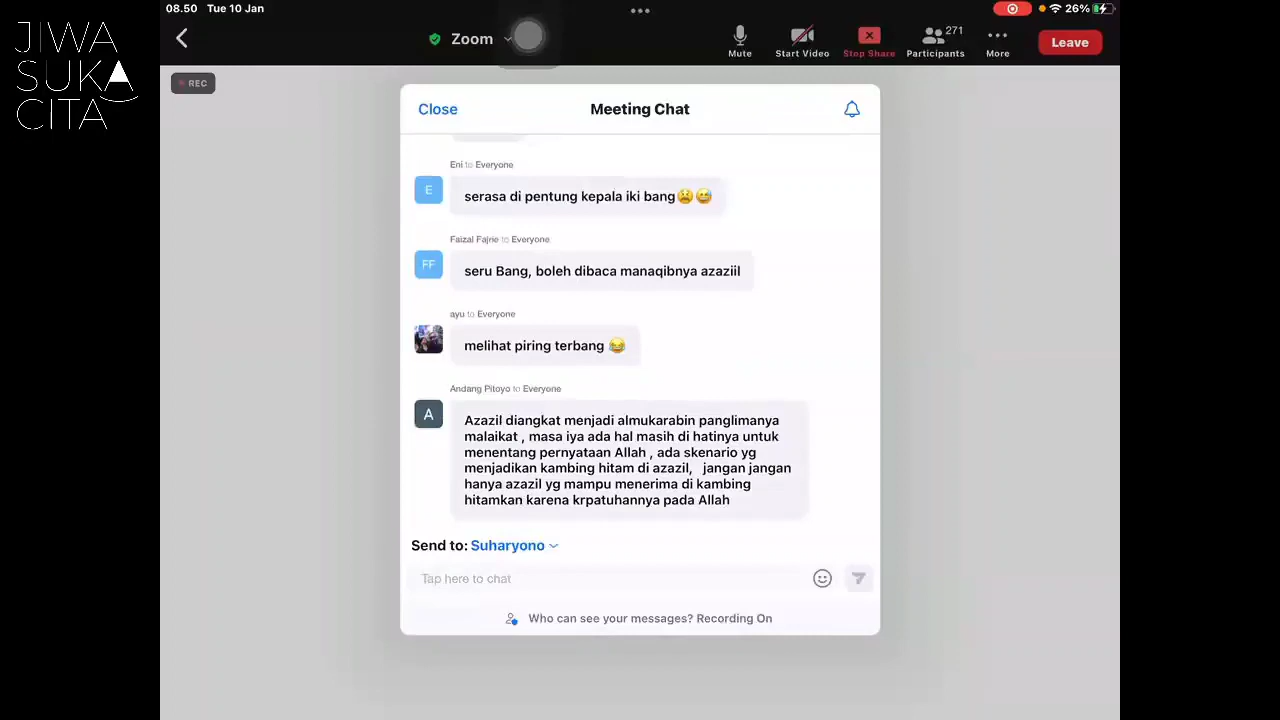 JIWA
SUKA
CITA
08.50 Tue 10 Jan
26%
Zoom
Mute
Start Video
Stop Share
271
Participants
More
Leave
REC
Close
Meeting Chat
Eni to Everyone
E
serasa di pentung kepala iki bang😫😅
Faizal Fajrie to Everyone
FF
seru Bang, boleh dibaca manaqibnya azaziil
ayu to Everyone
melihat piring terbang 😂
Andang Pitoyo to Everyone
A
Azazil diangkat menjadi almukarabin panglimanya
malaikat , masa iya ada hal masih di hatinya untuk
menentang pernyataan Allah , ada skenario yg
menjadikan kambing hitam di azazil, jangan jangan
hanya azazil yg mampu menerima di kambing
hitamkan karena krpatuhannya pada Allah
Send to: Suharyono
Tap here to chat
Who can see your messages? Recording On